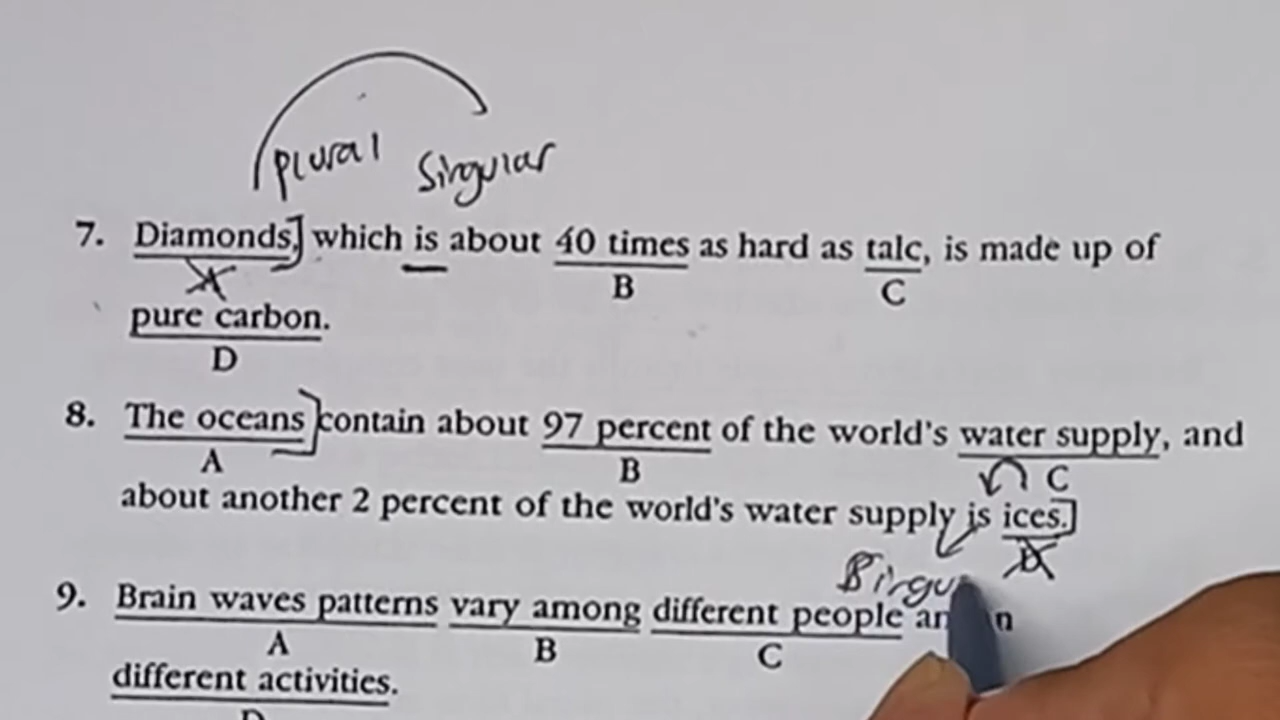 plural singular
7. Diamonds, which is about 40 times as hard as talc, is made up of
A B C
pure carbon.
D
8. The oceans contain about 97 percent of the world's water supply, and
A B C
about another 2 percent of the world's water supply is ices.
D
9. Brain waves patterns vary among different people
A B C
different activities.
D